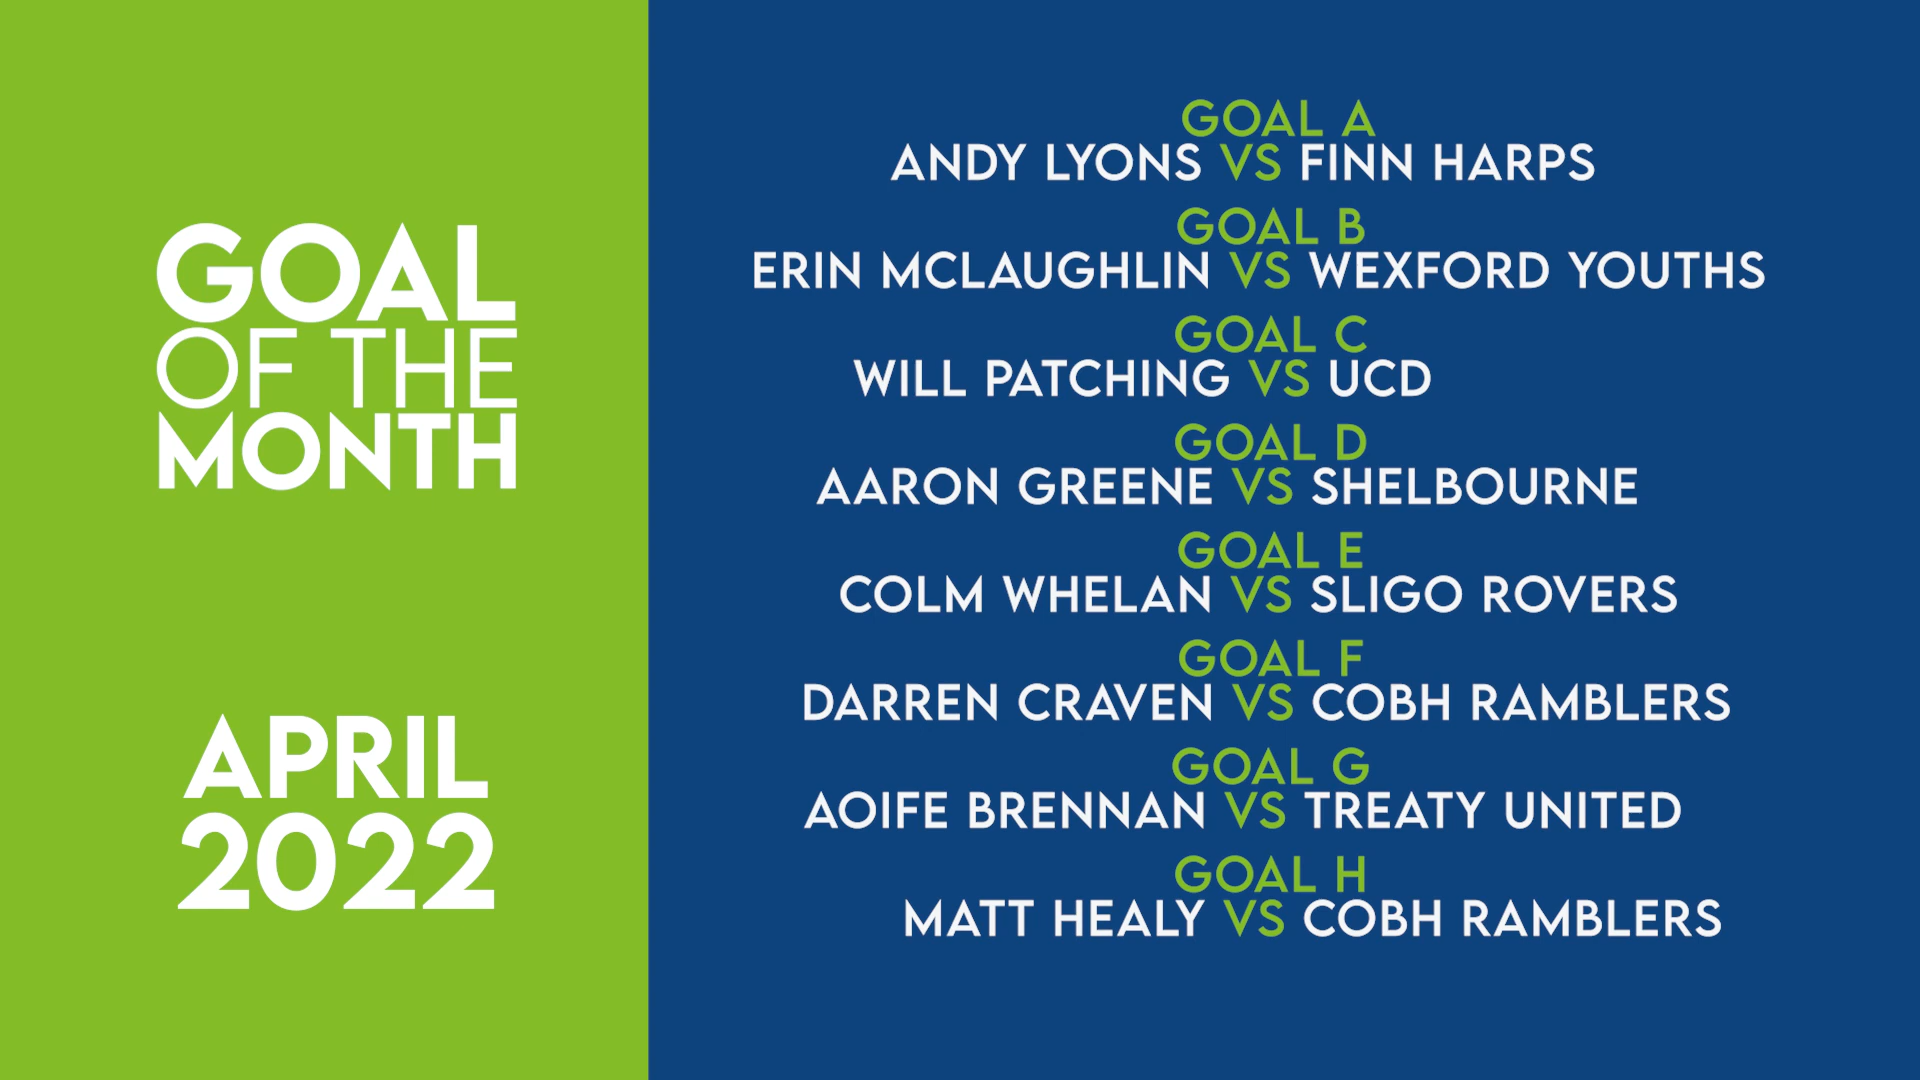 GOAL
OF THE
MONTH
APRIL
2022
GOAL A
ANDY LYONS VS FINN HARPS
GOAL B
ERIN MCLAUGHLIN VS WEXFORD YOUTHS
GOAL C
WILL PATCHING VS UCD
GOAL D
AARON GREENE VS SHELBOURNE
GOAL E
COLM WHELAN VS SLIGO ROVERS
GOAL F
DARREN CRAVEN VS COBH RAMBLERS
GOAL G
AOIFE BRENNAN VS TREATY UNITED
GOAL H
MATT HEALY VS COBH RAMBLERS